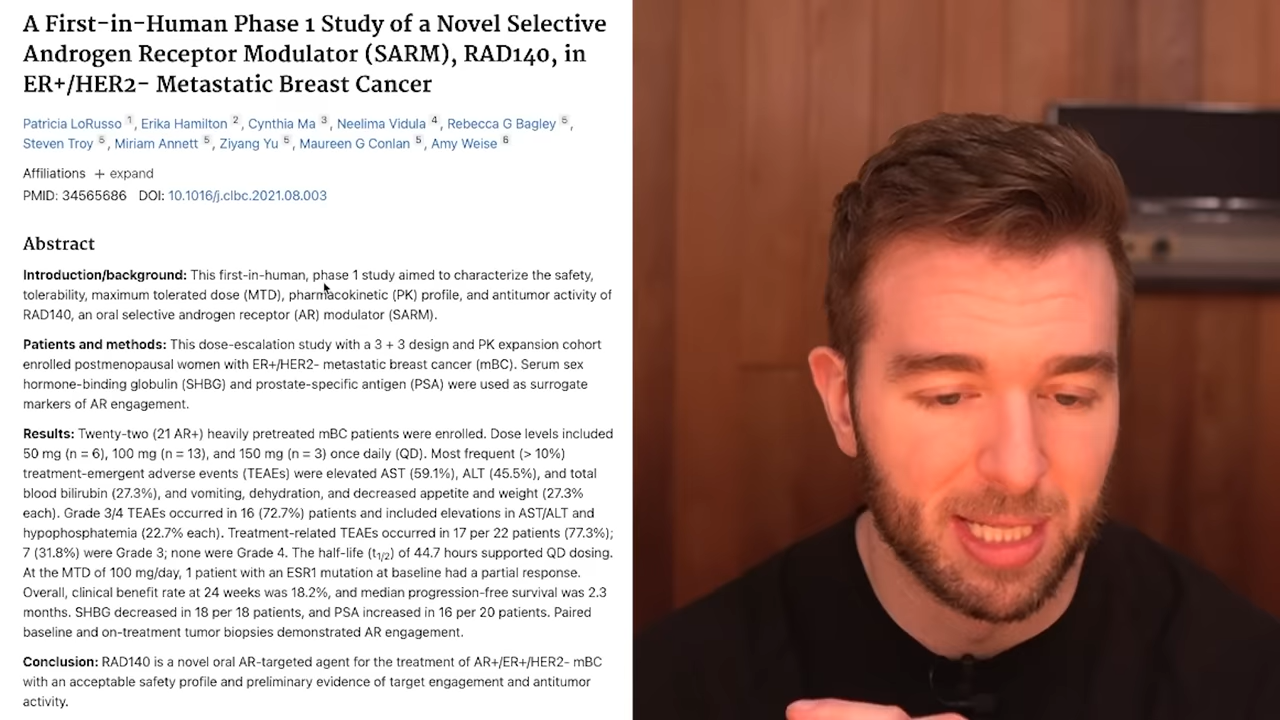 A First-in-Human Phase 1 Study of a Novel Selective
Androgen Receptor Modulator (SARM), RAD140, in
ER+/HER2- Metastatic Breast Cancer
Patricia LoRusso 1, Erika Hamilton 2, Cynthia Ma 3, Neelima Vidula 4, Rebecca G Bagley 5,
Steven Troy 5, Miriam Annett 5, Ziyang Yu 5, Maureen G Conlan 5, Amy Weise 6
Affiliations + expand
PMID: 34565686 DOI: 10.1016/j.clbc.2021.08.003
Abstract
Introduction/background: This first-in-human, phase 1 study aimed to characterize the safety,
tolerability, maximum tolerated dose (MTD), pharmacokinetic (PK) profile, and antitumor activity of
RAD140, an oral selective androgen receptor (AR) modulator (SARM).
Patients and methods: This dose-escalation study with a 3 + 3 design and PK expansion cohort
enrolled postmenopausal women with ER+/HER2- metastatic breast cancer (mBC). Serum sex
hormone-binding globulin (SHBG) and prostate-specific antigen (PSA) were used as surrogate
markers of AR engagement.
Results: Twenty-two (21 AR+) heavily pretreated mBC patients were enrolled. Dose levels included
50 mg (n = 6), 100 mg (n = 13), and 150 mg (n = 3) once daily (QD). Most frequent (> 10%)
treatment-emergent adverse events (TEAEs) were elevated AST (59.1%), ALT (45.5%), and total
blood bilirubin (27.3%), and vomiting, dehydration, and decreased appetite and weight (27.3%
each). Grade 3/4 TEAEs occurred in 16 (72.7%) patients and included elevations in AST/ALT and
hypophosphatemia (22.7% each). Treatment-related TEAEs occurred in 17 per 22 patients (77.3%);
7 (31.8%) were Grade 3; none were Grade 4. The half-life (t1/2) of 44.7 hours supported QD dosing.
At the MTD of 100 mg/day, 1 patient with an ESR1 mutation at baseline had a partial response.
Overall, clinical benefit rate at 24 weeks was 18.2%, and median progression-free survival was 2.3
months. SHBG decreased in 18 per 18 patients, and PSA increased in 16 per 20 patients. Paired
baseline and on-treatment tumor biopsies demonstrated AR engagement.
Conclusion: RAD140 is a novel oral AR-targeted agent for the treatment of AR+/ER+/HER2- mBC
with an acceptable safety profile and preliminary evidence of target engagement and antitumor
activity.